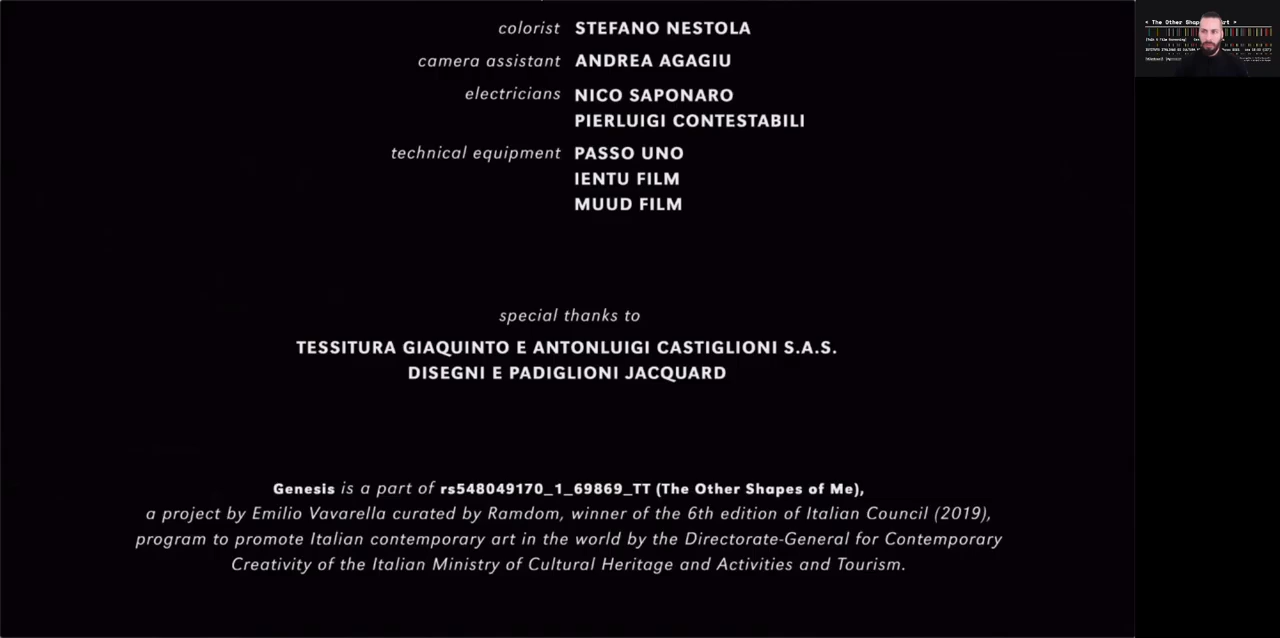 colorist STEFANO NESTOLA
camera assistant ANDREA AGAGIU
electricians NICO SAPONARO
PIERLUIGI CONTESTABILI
technical equipment PASSO UNO
IENTU FILM
MUUD FILM
special thanks to
TESSITURA GIAQUINTO E ANTONLUIGI CASTIGLIONI S.A.S.
DISEGNI E PADIGLIONI JACQUARD
Genesis is a part of rs548049170_1_69869_TT (The Other Shapes of Me),
a project by Emilio Vavarella curated by Ramdom, winner of the 6th edition of Italian Council (2019),
program to promote Italian contemporary art in the world by the Directorate-General for Contemporary
Creativity of the Italian Ministry of Cultural Heritage and Activities and Tourism.
< The Other